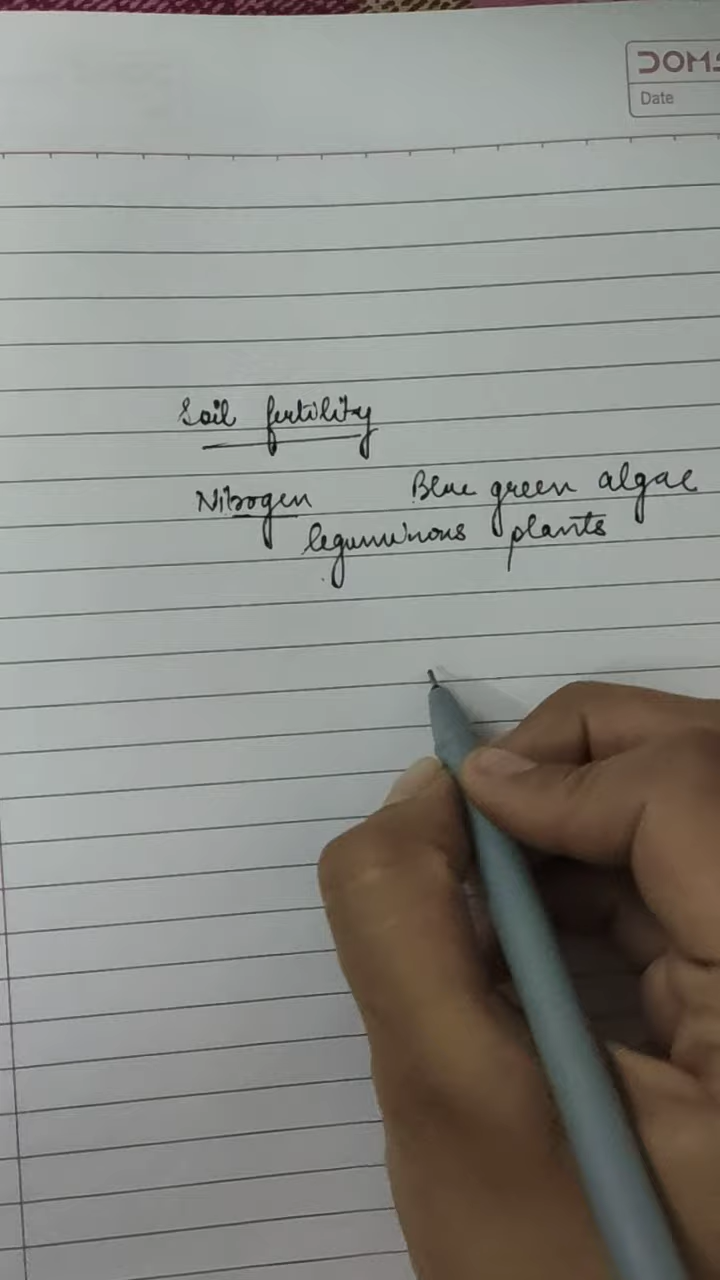 DOMS
Date
Soil fertility
Nitrogen Blue green algae
leguminous plants